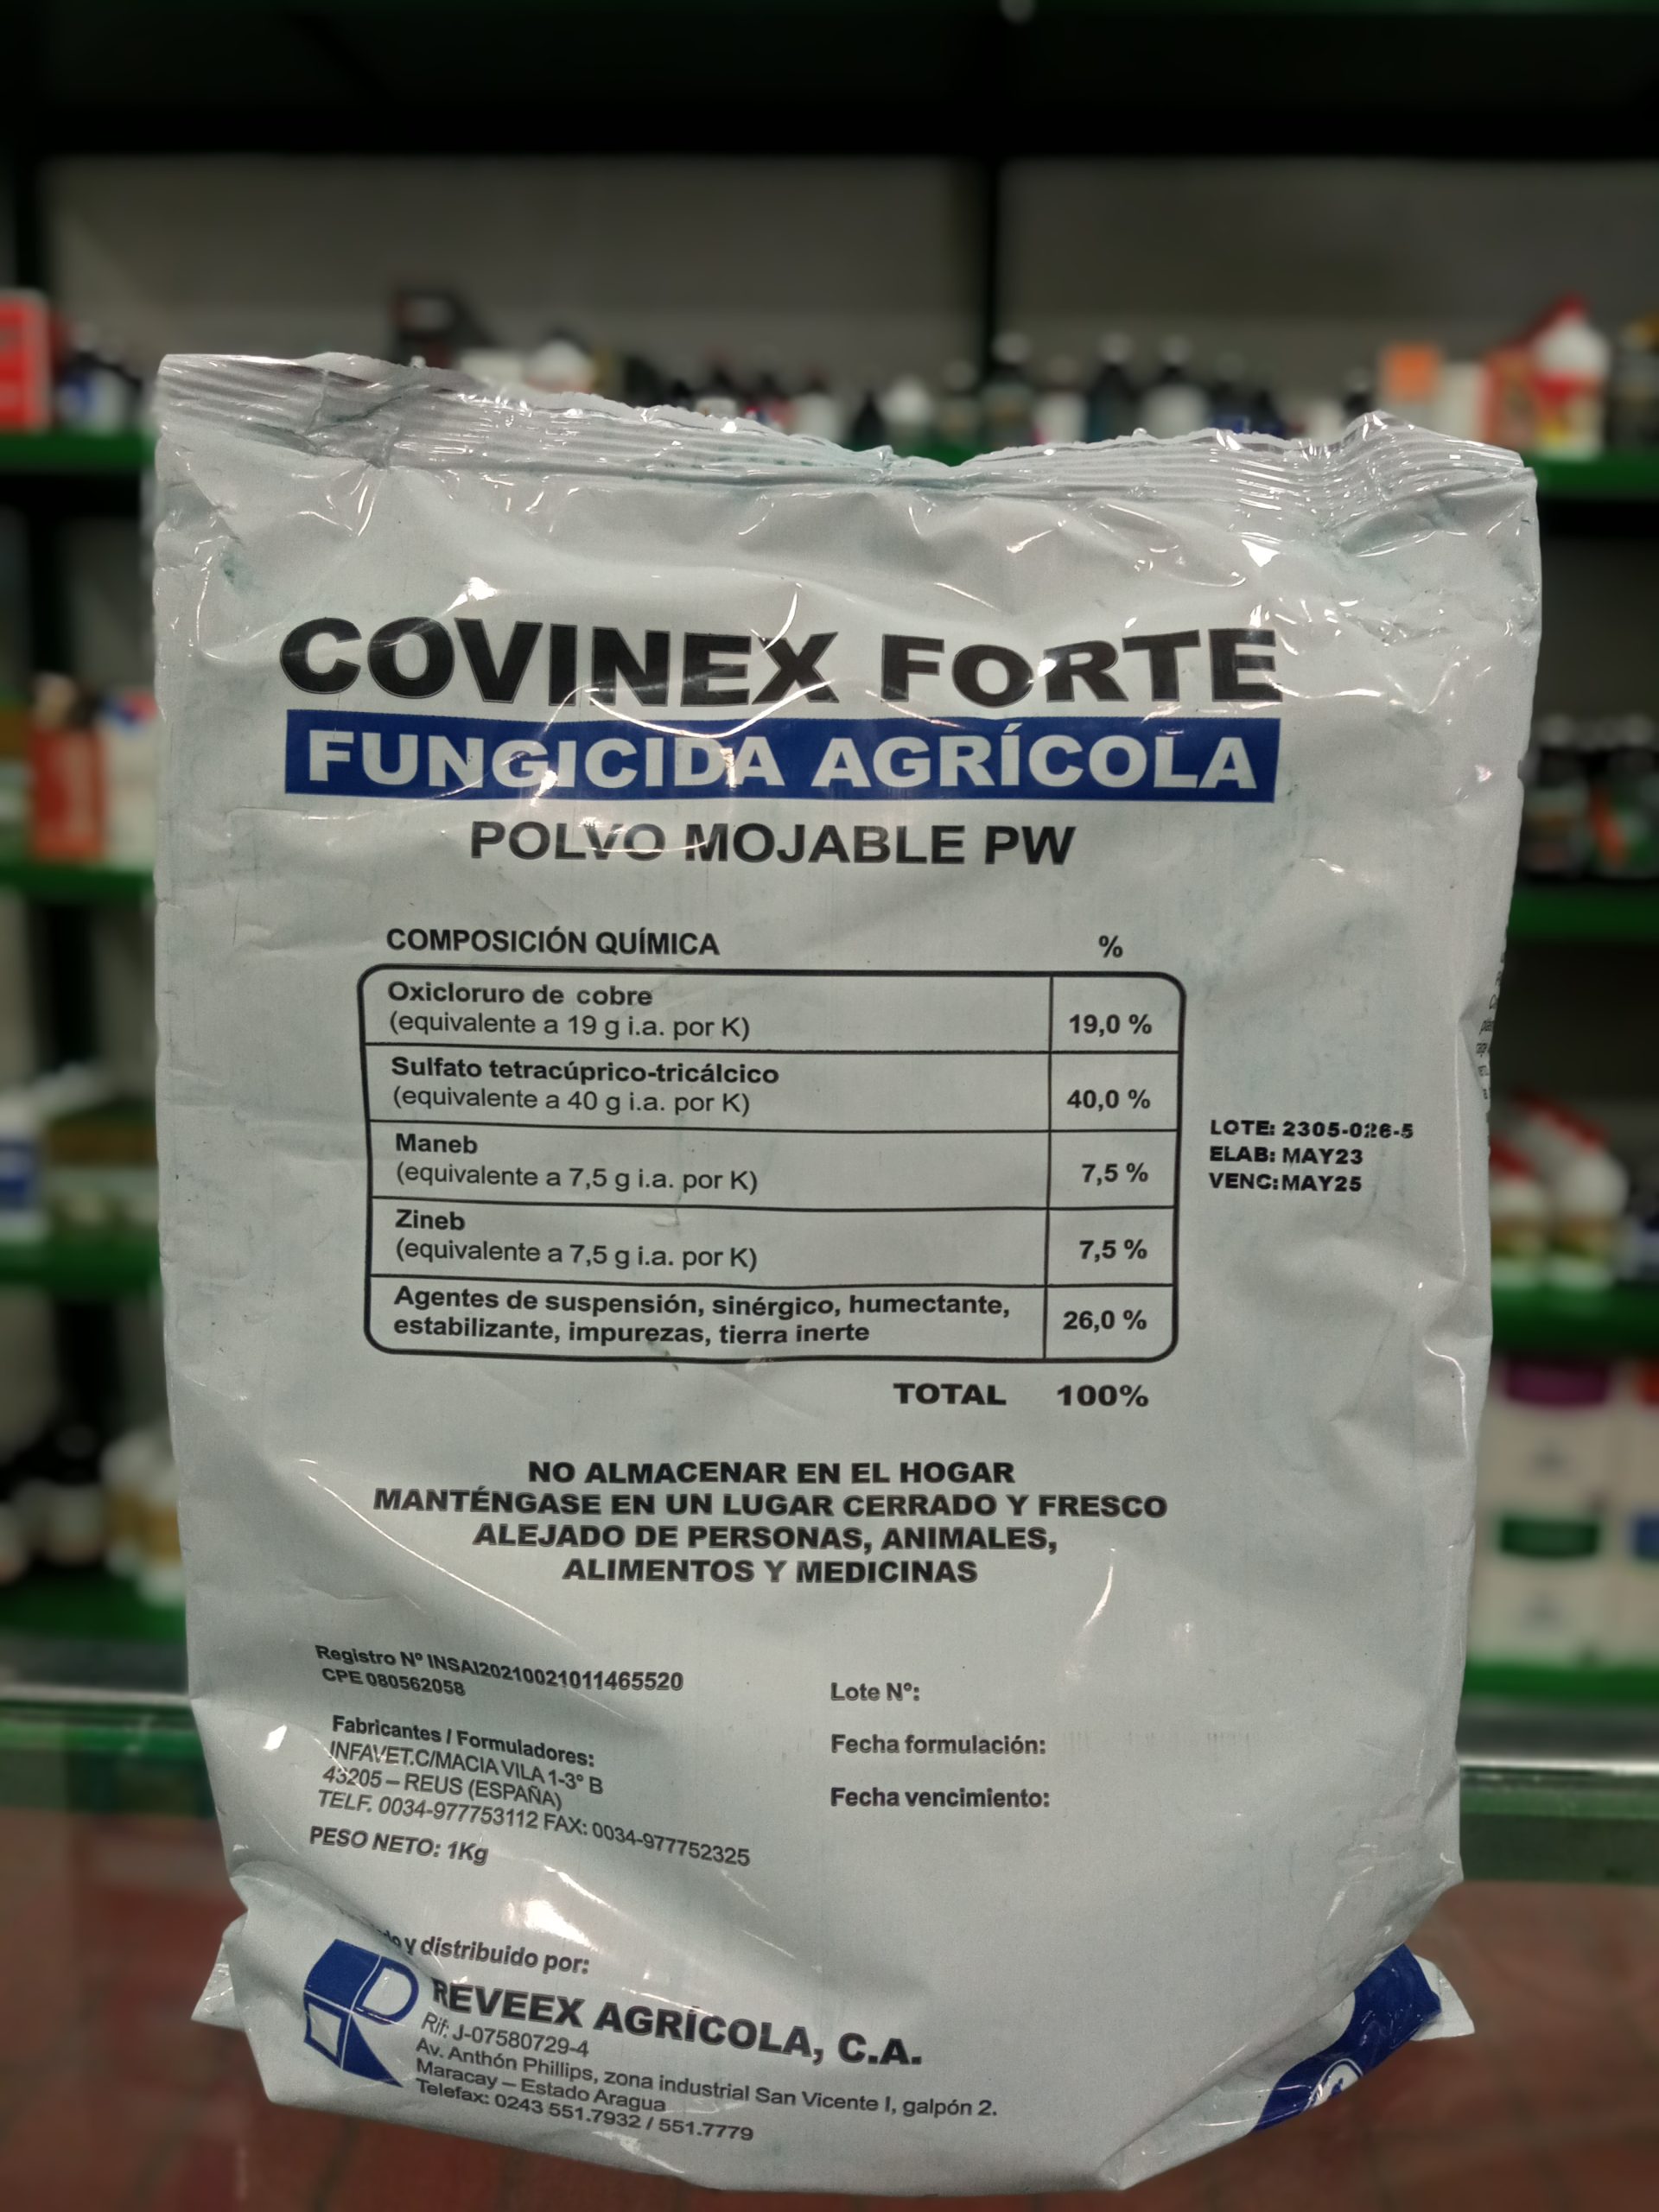 COVINEX FORTE
FUNGICIDA AGRÍCOLA
POLVO MOJABLE PW
COMPOSICIÓN QUÍMICA %
Oxicloruro de cobre
(equivalente a 19 g i.a. por K) 19,0 %
Sulfato tetracúprico-tricálcico
(equivalente a 40 g i.a. por K) 40,0 %
Maneb
(equivalente a 7,5 g i.a. por K) 7,5 %
Zineb
(equivalente a 7,5 g i.a. por K) 7,5 %
Agentes de suspensión, sinérgico, humectante,
estabilizante, impurezas, tierra inerte 26,0 %
TOTAL 100%
LOTE: 2305-026-5
ELAB: MAY23
VENC: MAY25
NO ALMACENAR EN EL HOGAR
MANTÉNGASE EN UN LUGAR CERRADO Y FRESCO
ALEJADO DE PERSONAS, ANIMALES,
ALIMENTOS Y MEDICINAS
Registro Nº INSAI20210021011465520
CPE 080562058
Fabricantes / Formuladores:
INFAVET.C/MACIA VILA 1-3º B
43205 – REUS (ESPAÑA)
TELF. 0034-977753112 FAX: 0034-977752325
PESO NETO: 1Kg
Lote Nº:
Fecha formulación:
Fecha vencimiento:
y distribuido por:
REVEEX AGRÍCOLA, C.A.
Rif: J-07580729-4
Av. Anthón Phillips, zona industrial San Vicente I, galpón 2.
Maracay – Estado Aragua
Telefax: 0243 551.7932 / 551.7779